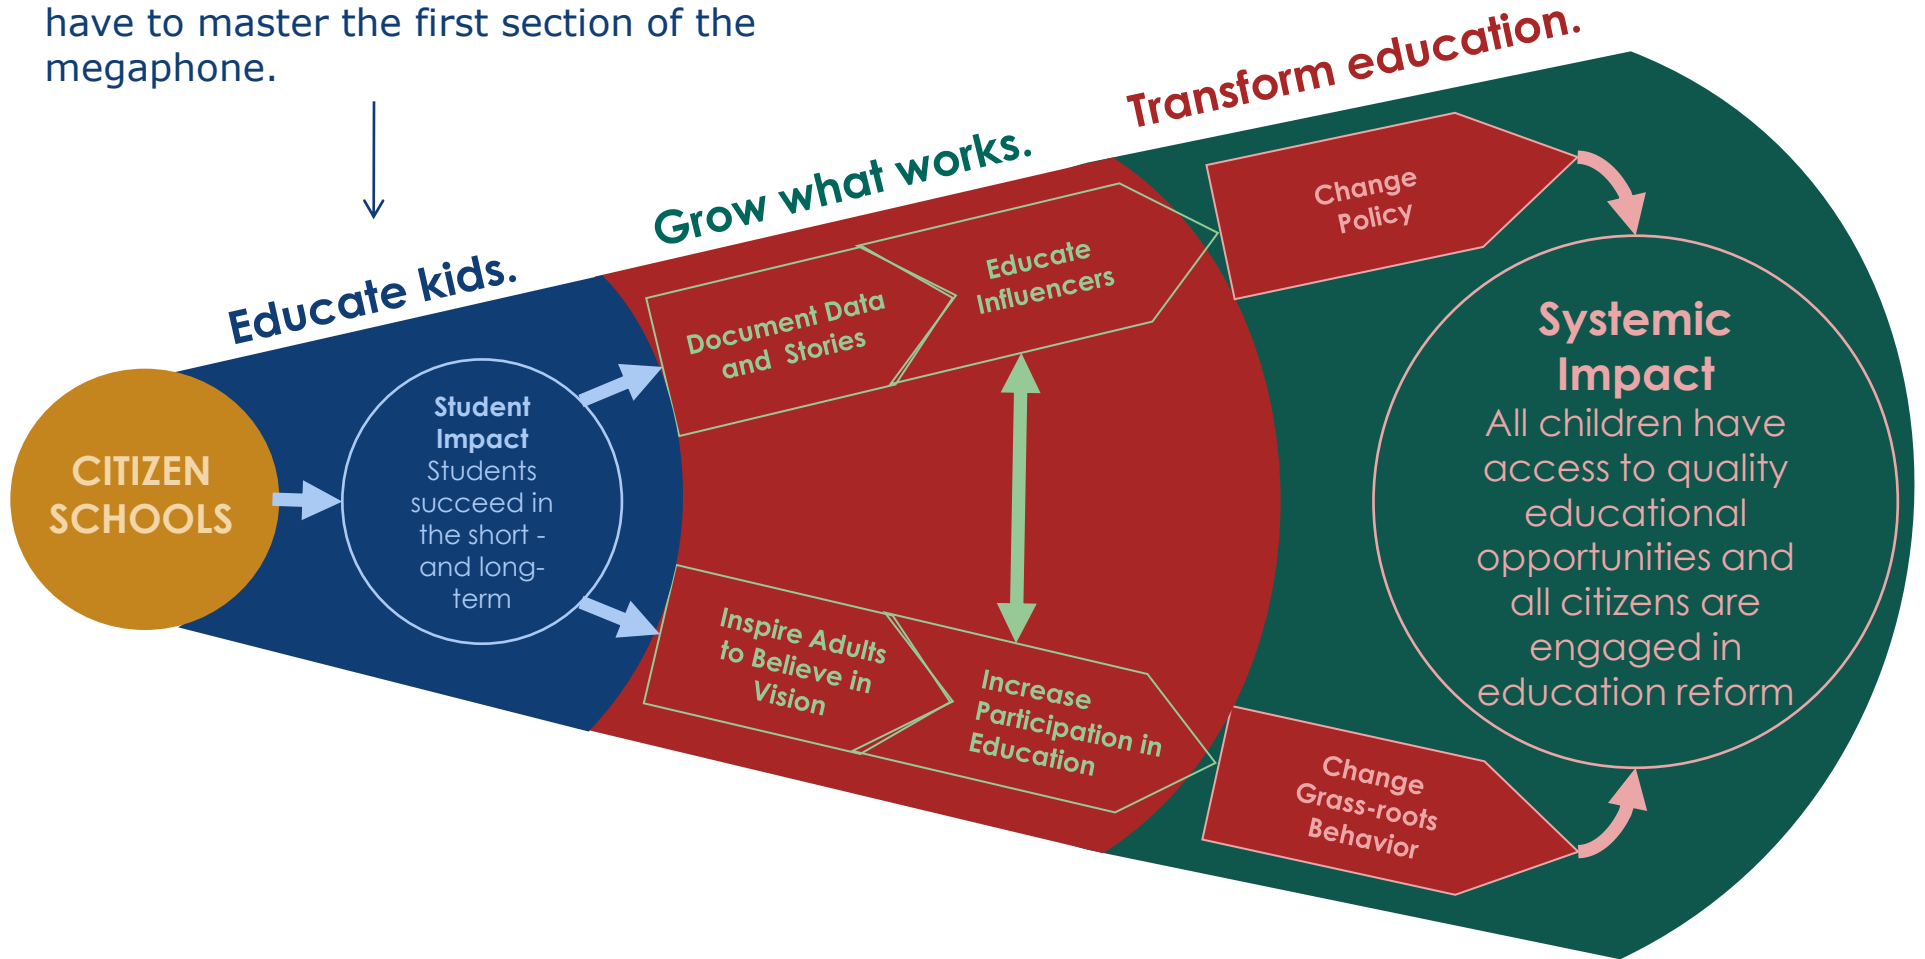 have to master the first section of the
megaphone.
Educate kids.
Grow what works.
Transform education.
CITIZEN
SCHOOLS
Student
Impact
Students
succeed in
the short -
and long-
term
Document Data
and Stories
Educate
Influencers
Inspire Adults
to Believe in
Vision
Increase
Participation in
Education
Change
Policy
Change
Grass-roots
Behavior
Systemic
Impact
All children have
access to quality
educational
opportunities and
all citizens are
engaged in
education reform